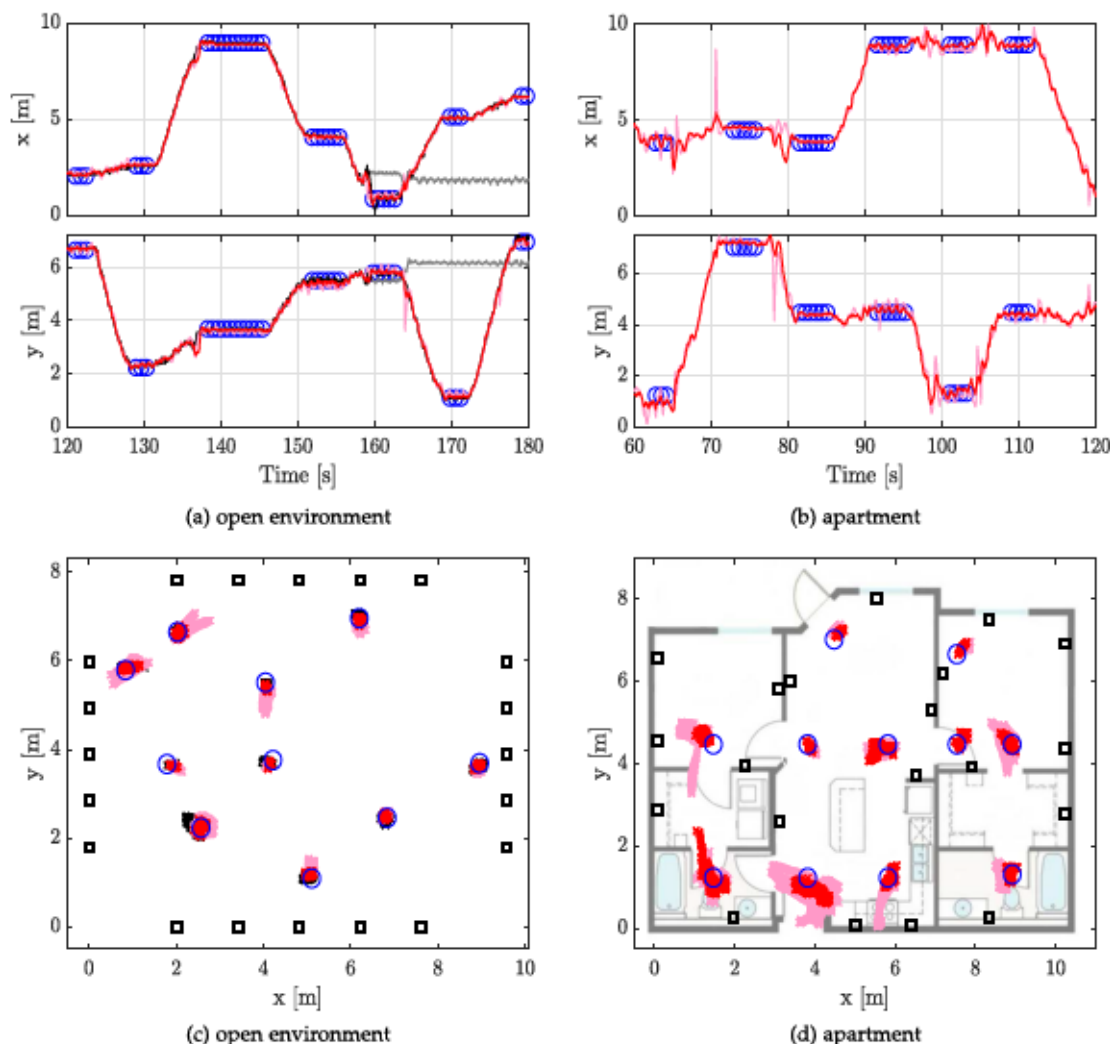 10
5
0
x [m]
6
4
2
0
y [m]
120 130 140 150 160 170 180
Time [s]
(a) open environment
10
5
0
x [m]
6
4
2
0
y [m]
60 70 80 90 100 110 120
Time [s]
(b) apartment
8
6
4
2
0
y [m]
0 2 4 6 8 10
x [m]
(c) open environment
8
6
4
2
0
y [m]
0 2 4 6 8 10
x [m]
(d) apartment